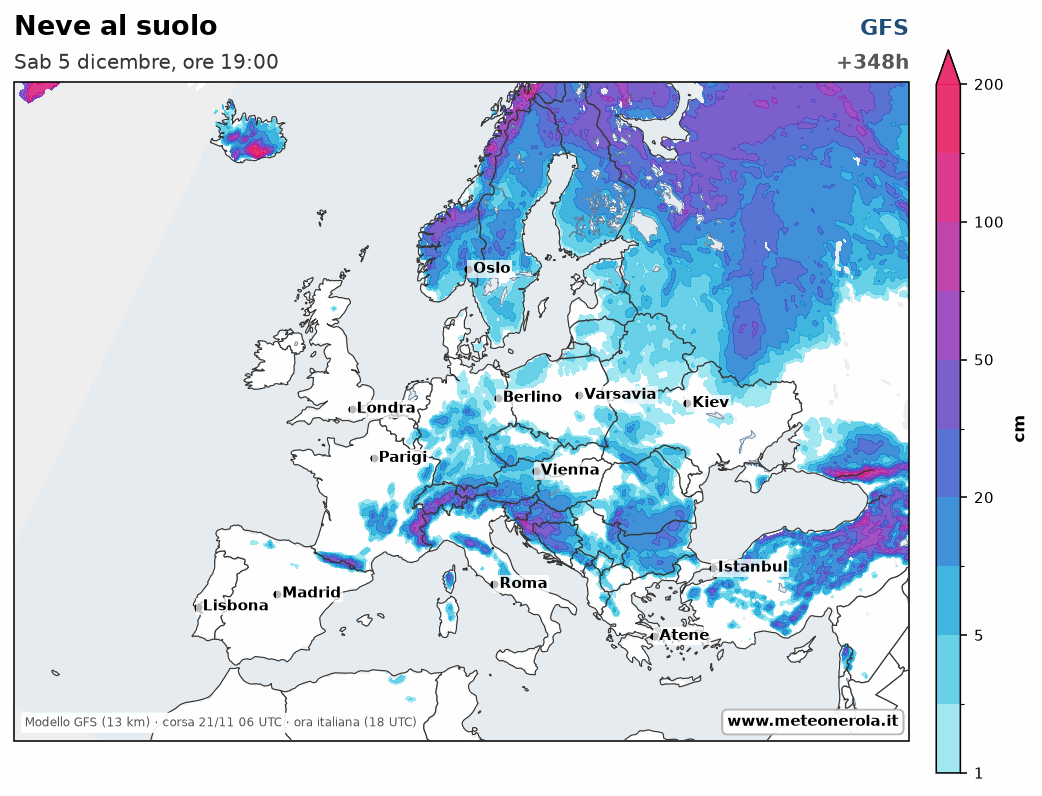 Neve al suolo
GFS
Sab 5 dicembre, ore 19:00
+348h
200
100
50
20
5
1
cm
Oslo
Londra
Berlino
Varsavia
Kiev
Parigi
Vienna
Istanbul
Roma
Madrid
Lisbona
Atene
Modello GFS (13 km) · corsa 21/11 06 UTC · ora italiana (18 UTC)
www.meteonerola.it